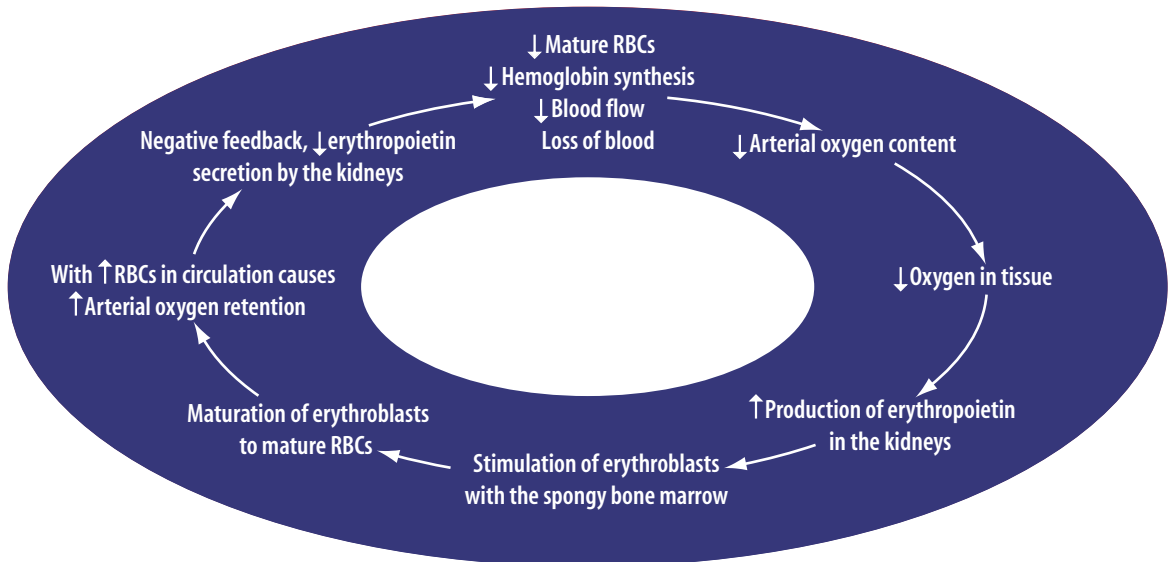 ↓Mature RBCs
↓Hemoglobin synthesis
↓Blood flow
Loss of blood
↓Arterial oxygen content
↓Oxygen in tissue
↑Production of erythropoietin
in the kidneys
Stimulation of erythroblasts
with the spongy bone marrow
Maturation of erythroblasts
to mature RBCs
With ↑RBCs in circulation causes
↑Arterial oxygen retention
Negative feedback, ↓erythropoietin
secretion by the kidneys